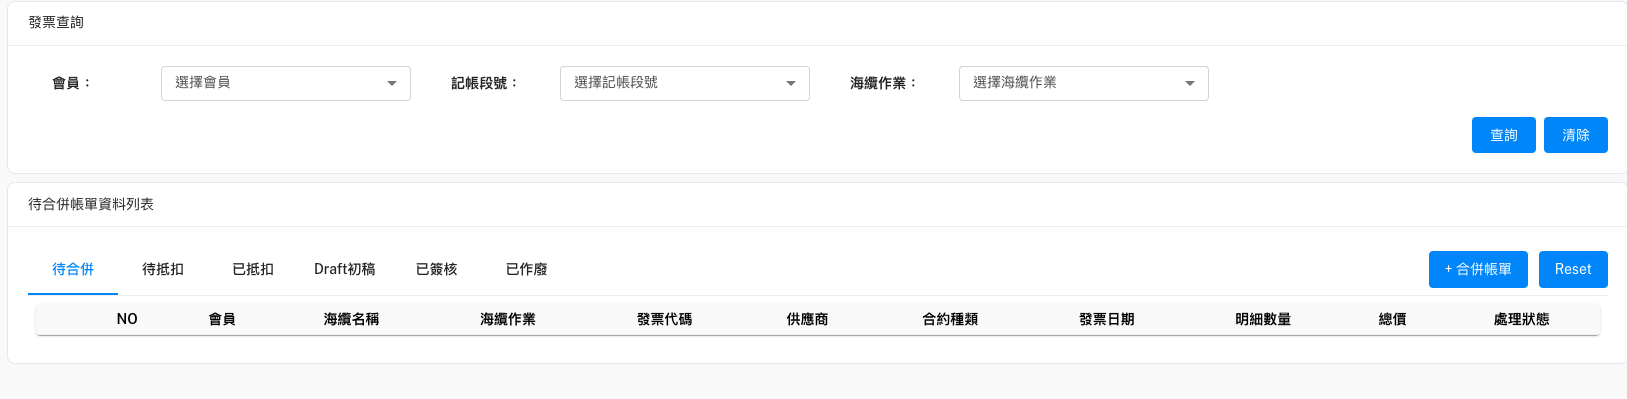 發票查詢
會員： 選擇會員 記帳段號： 選擇記帳段號 海纜作業： 選擇海纜作業
查詢 清除
待合併帳單資料列表
待合併 待抵扣 已抵扣 Draft初稿 已簽核 已作廢 + 合併帳單 Reset
NO 會員 海纜名稱 海纜作業 發票代碼 供應商 合約種類 發票日期 明細數量 總價 處理狀態